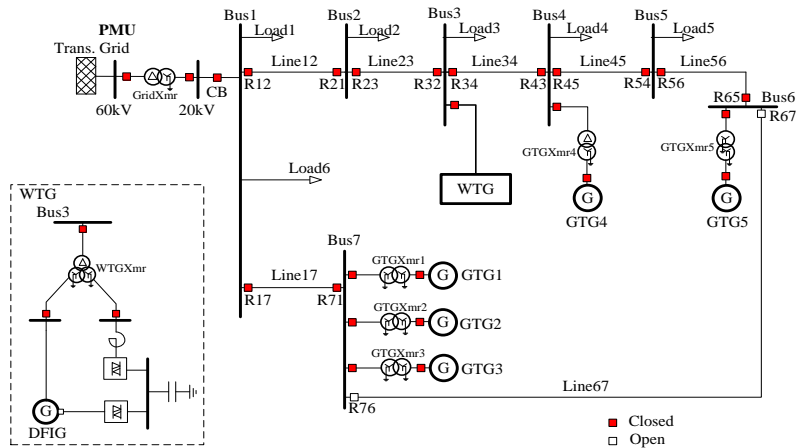 PMU
Trans. Grid
60kV
GridXmr
20kV
CB
Bus1
Load1
R12
Line12
R21
Bus2
Load2
R23
Line23
R32
Bus3
Load3
R34
Line34
R43
Bus4
Load4
R45
Line45
R54
Bus5
Load5
R56
Line56
R65
Bus6
R67
WTG
GTGXmr4
G
GTG4
GTGXmr5
G
GTG5
Load6
R17
Line17
R71
Bus7
GTGXmr1
G
GTG1
GTGXmr2
G
GTG2
GTGXmr3
G
GTG3
R76
Line67
WTG
Bus3
WTGXmr
G
DFIG
Closed
Open